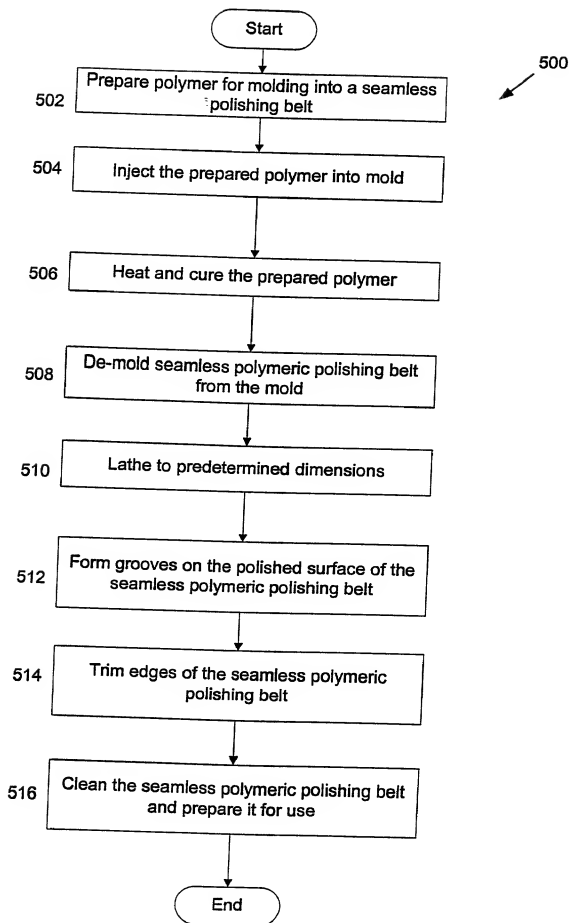 Start
500
502
Prepare polymer for molding into a seamless
polishing belt
504
Inject the prepared polymer into mold
506
Heat and cure the prepared polymer
508
De-mold seamless polymeric polishing belt
from the mold
510
Lathe to predetermined dimensions
512
Form grooves on the polished surface of the
seamless polymeric polishing belt
514
Trim edges of the seamless polymeric
polishing belt
516
Clean the seamless polymeric polishing belt
and prepare it for use
End